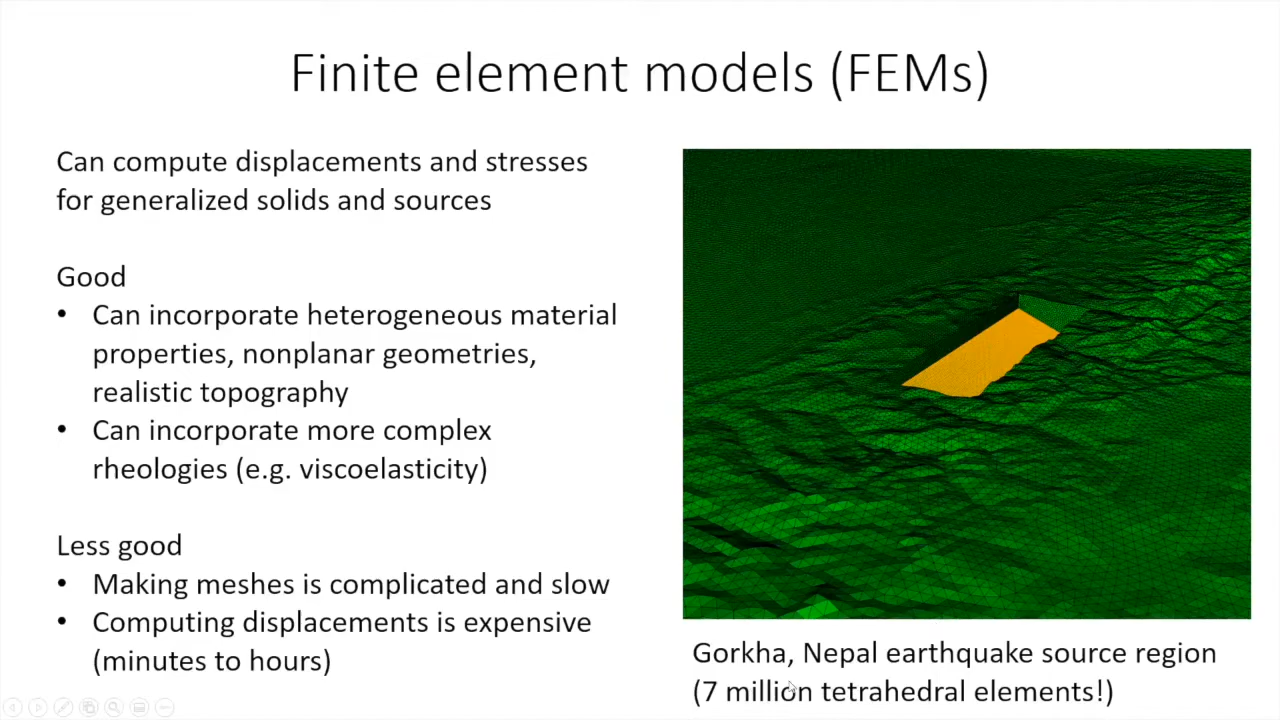 Finite element models (FEMs)
Can compute displacements and stresses
for generalized solids and sources
Good
• Can incorporate heterogeneous material
properties, nonplanar geometries,
realistic topography
• Can incorporate more complex
rheologies (e.g. viscoelasticity)
Less good
• Making meshes is complicated and slow
• Computing displacements is expensive
(minutes to hours)
Gorkha, Nepal earthquake source region
(7 million tetrahedral elements!)